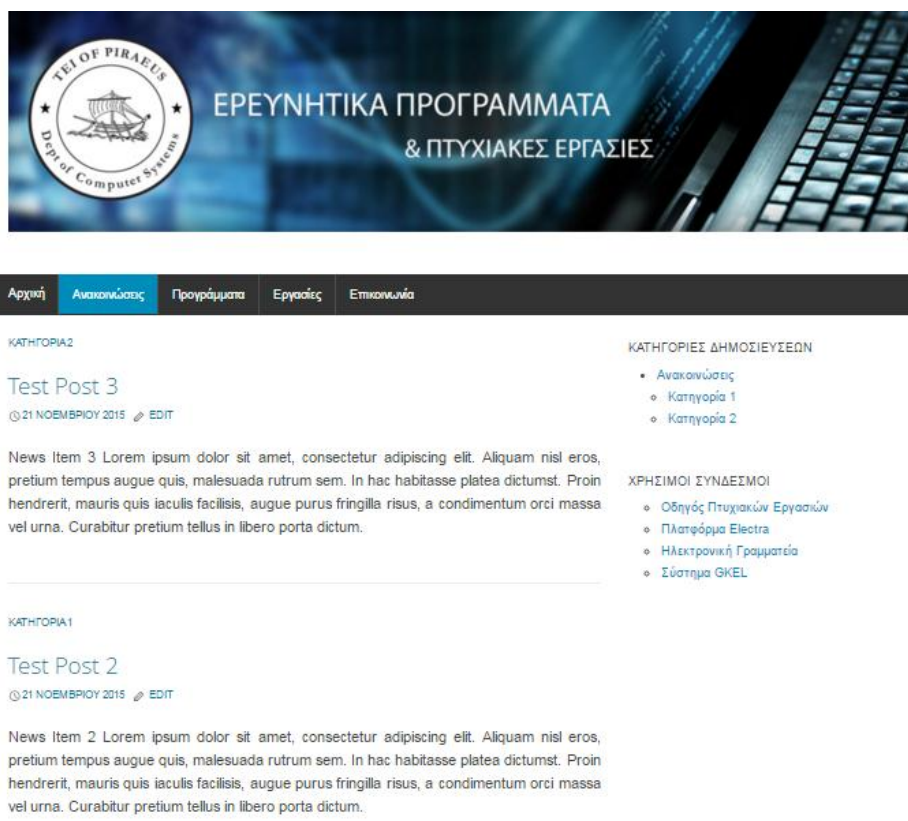 TEI OF PIRAEUS
Dept of Computer Systems
ΕΡΕΥΝΗΤΙΚΑ ΠΡΟΓΡΑΜΜΑΤΑ
& ΠΤΥΧΙΑΚΕΣ ΕΡΓΑΣΙΕΣ
Αρχική Ανακοινώσεις Προγράμματα Εργασίες Επικοινωνία
ΚΑΤΗΓΟΡΙΑ 2
Test Post 3
21 ΝΟΕΜΒΡΙΟΥ 2015 EDIT
News Item 3 Lorem ipsum dolor sit amet, consectetur adipiscing elit. Aliquam nisl eros,
pretium tempus augue quis, malesuada rutrum sem. In hac habitasse platea dictumst. Proin
hendrerit, mauris quis iaculis facilisis, augue purus fringilla risus, a condimentum orci massa
vel urna. Curabitur pretium tellus in libero porta dictum.
ΚΑΤΗΓΟΡΙΑ 1
Test Post 2
21 ΝΟΕΜΒΡΙΟΥ 2015 EDIT
News Item 2 Lorem ipsum dolor sit amet, consectetur adipiscing elit. Aliquam nisl eros,
pretium tempus augue quis, malesuada rutrum sem. In hac habitasse platea dictumst. Proin
hendrerit, mauris quis iaculis facilisis, augue purus fringilla risus, a condimentum orci massa
vel urna. Curabitur pretium tellus in libero porta dictum.
ΚΑΤΗΓΟΡΙΕΣ ΔΗΜΟΣΙΕΥΣΕΩΝ
Ανακοινώσεις
Κατηγορία 1
Κατηγορία 2
ΧΡΗΣΙΜΟΙ ΣΥΝΔΕΣΜΟΙ
Οδηγός Πτυχιακών Εργασιών
Πλατφόρμα Electra
Ηλεκτρονική Γραμματεία
Σύστημα GKEL